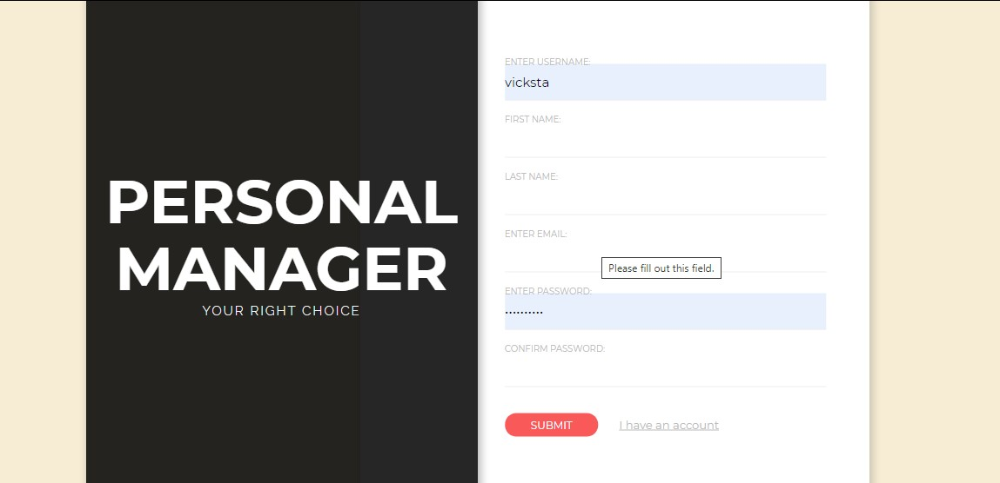 PERSONAL
MANAGER
YOUR RIGHT CHOICE
ENTER USERNAME:
vicksta
FIRST NAME:
LAST NAME:
ENTER EMAIL:
Please fill out this field.
ENTER PASSWORD:
••••••••••
CONFIRM PASSWORD:
SUBMIT
I have an account